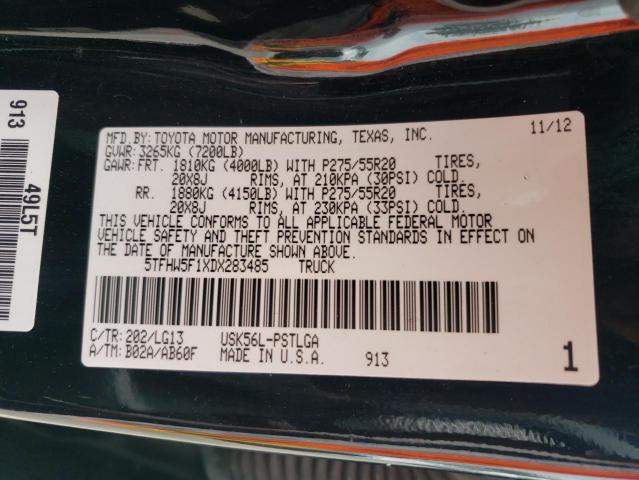 913
49L5T
MFD.BY:TOYOTA MOTOR MANUFACTURING, TEXAS, INC. 11/12
GVWR:3265KG (7200LB)
GAWR:FRT. 1810KG (4000LB) WITH P275/55R20 TIRES,
20X8J RIMS, AT 210KPA (30PSI) COLD.
RR. 1880KG (4150LB) WITH P275/55R20 TIRES,
20X8J RIMS, AT 230KPA (33PSI) COLD.
THIS VEHICLE CONFORMS TO ALL APPLICABLE FEDERAL MOTOR
VEHICLE SAFETY AND THEFT PREVENTION STANDARDS IN EFFECT ON
THE DATE OF MANUFACTURE SHOWN ABOVE.
5TFHW5F1XDX283485 TRUCK
C/TR:202/LG13 USK56L-PSTLGA
A/TM:B02A/AB60F MADE IN U.S.A. 913 1